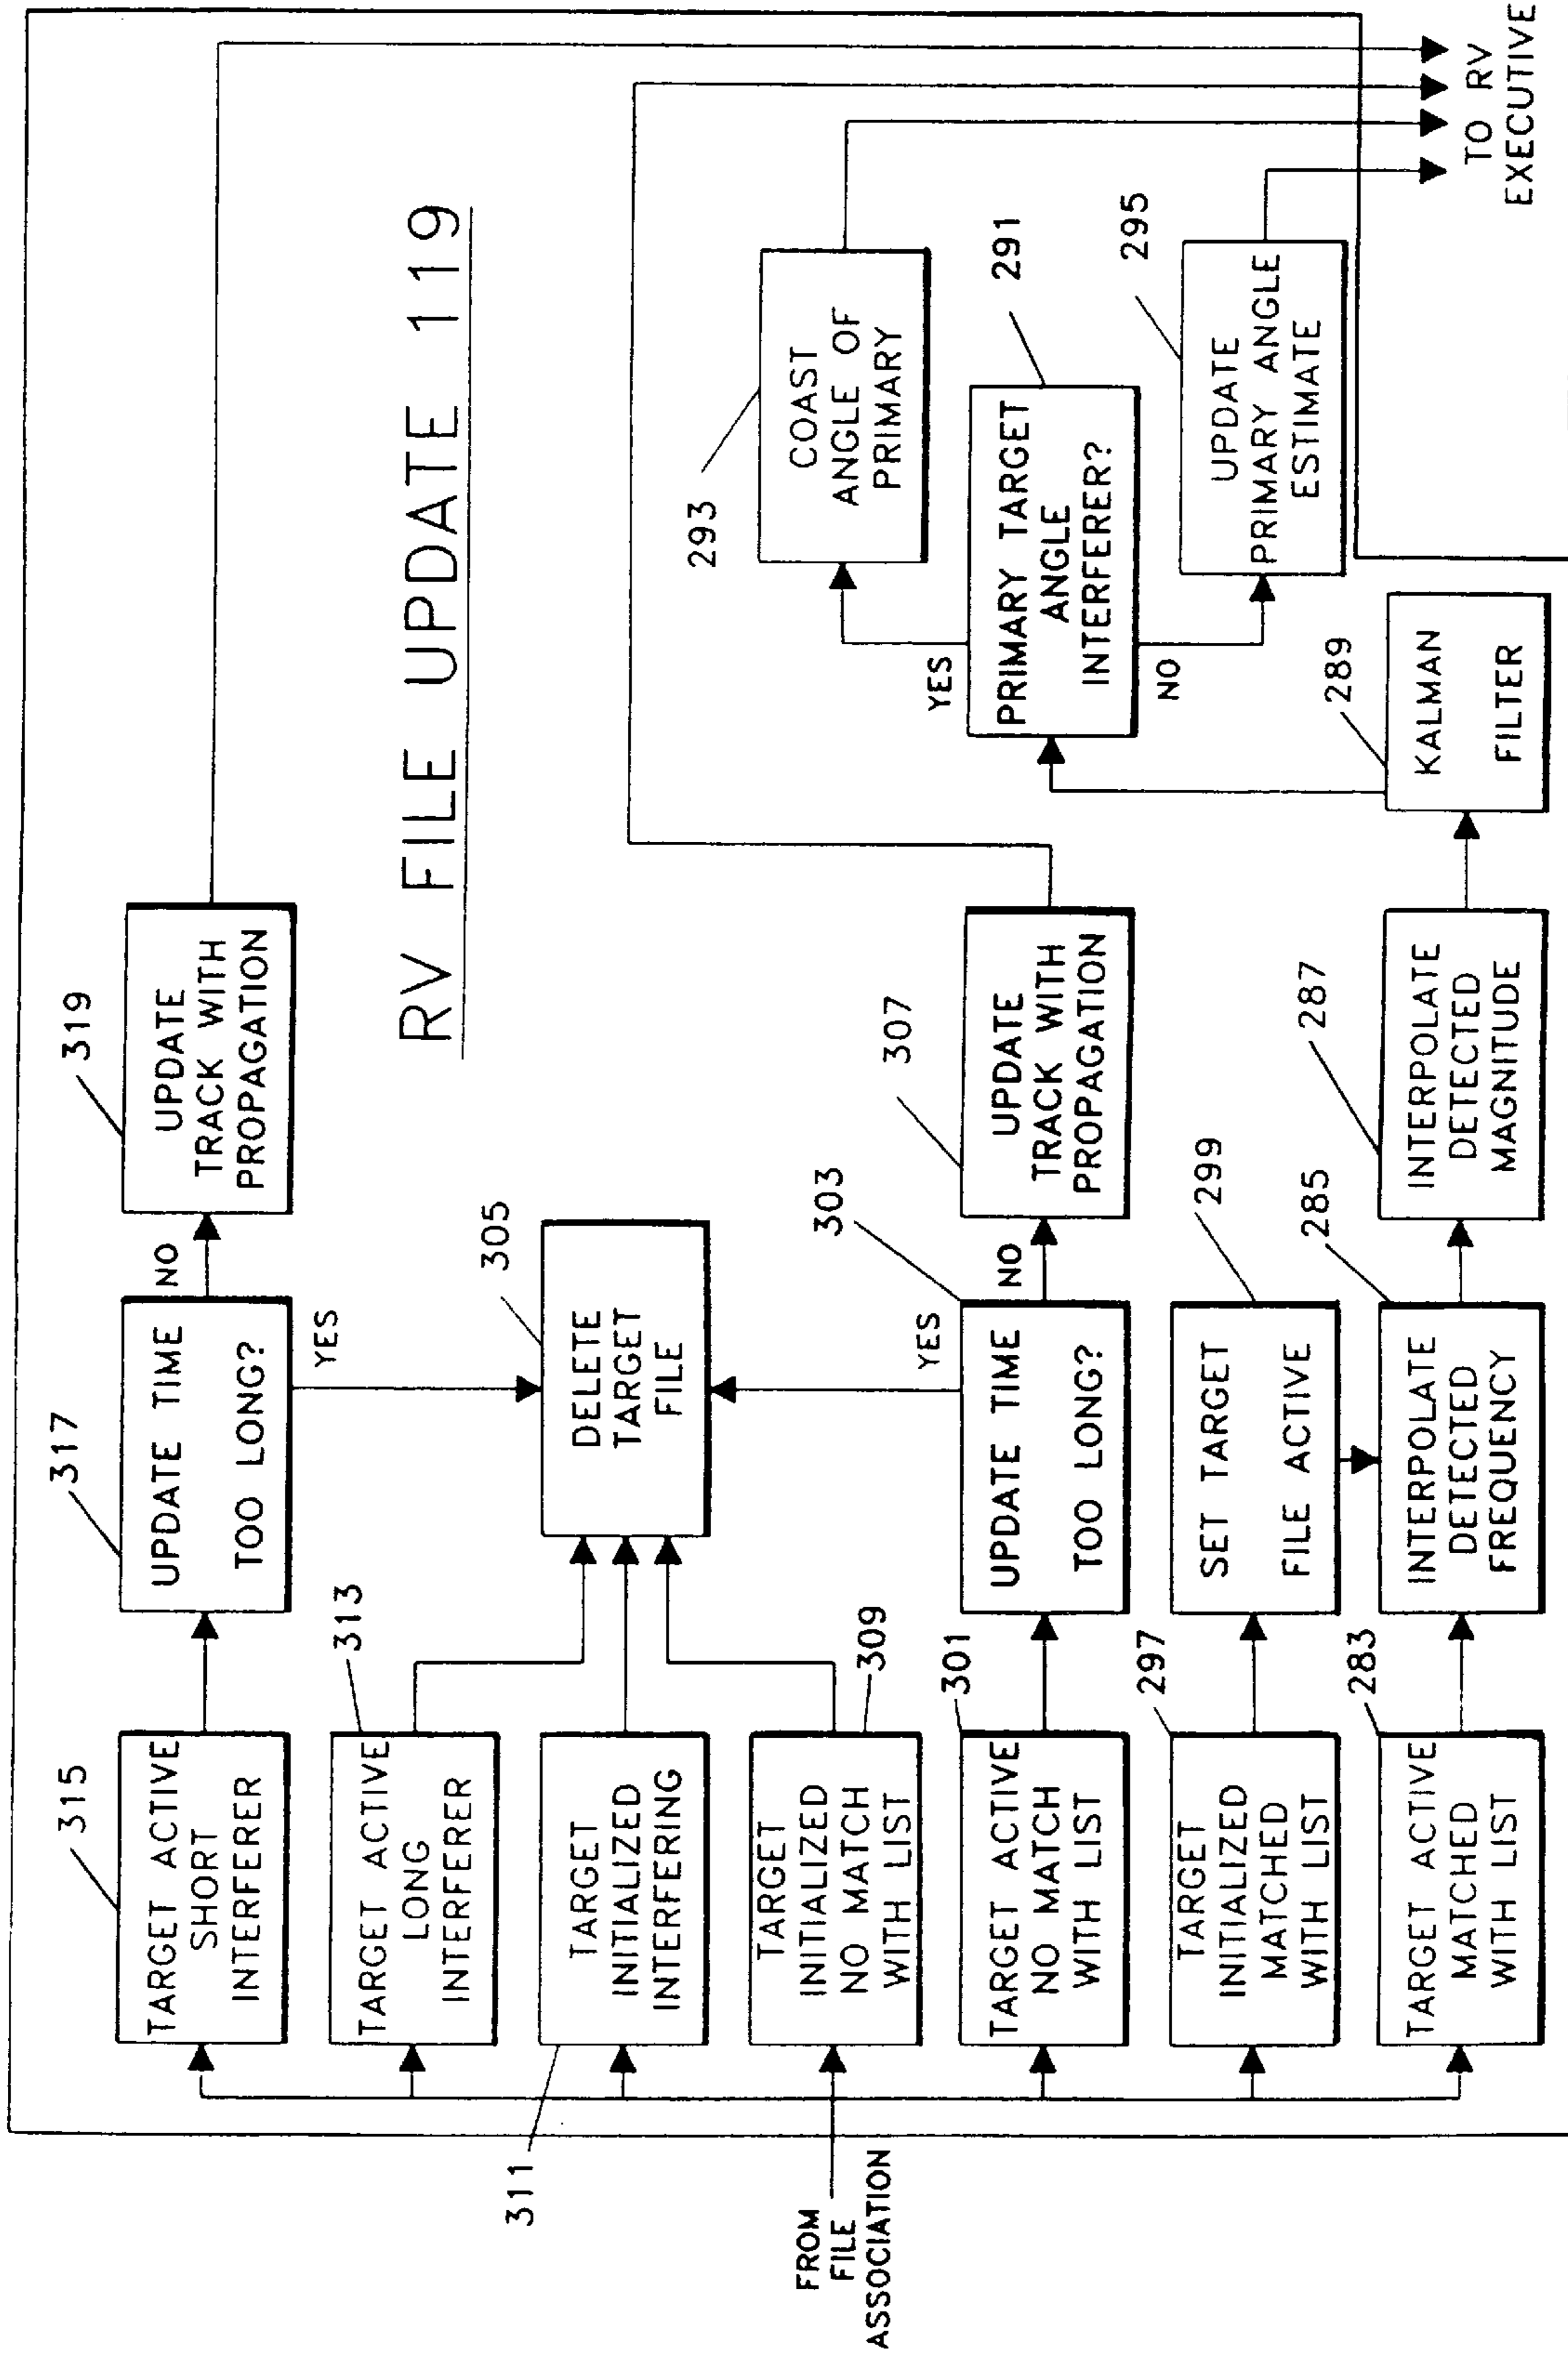 RV FILE UPDATE 119
315
TARGET ACTIVE
SHORT
INTERFERER
317
UPDATE TIME
TOO LONG?
NO
YES
319
UPDATE
TRACK WITH
PROPAGATION
313
TARGET ACTIVE
LONG
INTERFERER
311
TARGET
INITIALIZED
INTERFERING
305
DELETE
TARGET
FILE
FROM
FILE
ASSOCIATION
309
TARGET
INITIALIZED
NO MATCH
WITH LIST
301
TARGET ACTIVE
NO MATCH
WITH LIST
303
YES
UPDATE TIME
TOO LONG?
NO
307
UPDATE
TRACK WITH
PROPAGATION
297
TARGET
INITIALIZED
MATCHED
WITH LIST
299
SET TARGET
FILE ACTIVE
283
TARGET ACTIVE
MATCHED
WITH LIST
285
INTERPOLATE
DETECTED
FREQUENCY
287
INTERPOLATE
DETECTED
MAGNITUDE
289
KALMAN
FILTER
293
COAST
ANGLE OF
PRIMARY
YES
291
PRIMARY TARGET
ANGLE
INTERFERER?
NO
295
UPDATE
PRIMARY ANGLE
ESTIMATE
TO RV
EXECUTIVE